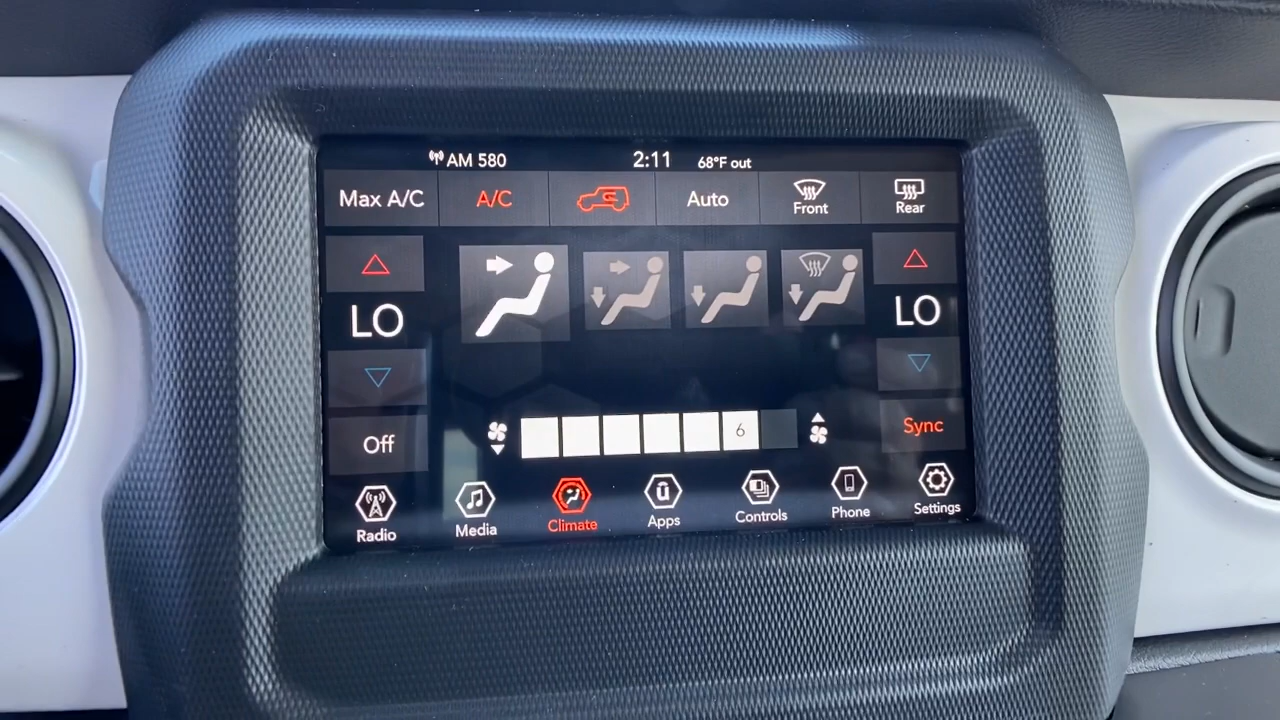 AM 580 2:11 68°F out
Max A/C A/C Auto Front Rear
LO LO
Off 6 Sync
Radio Media Climate Apps Controls Phone Settings